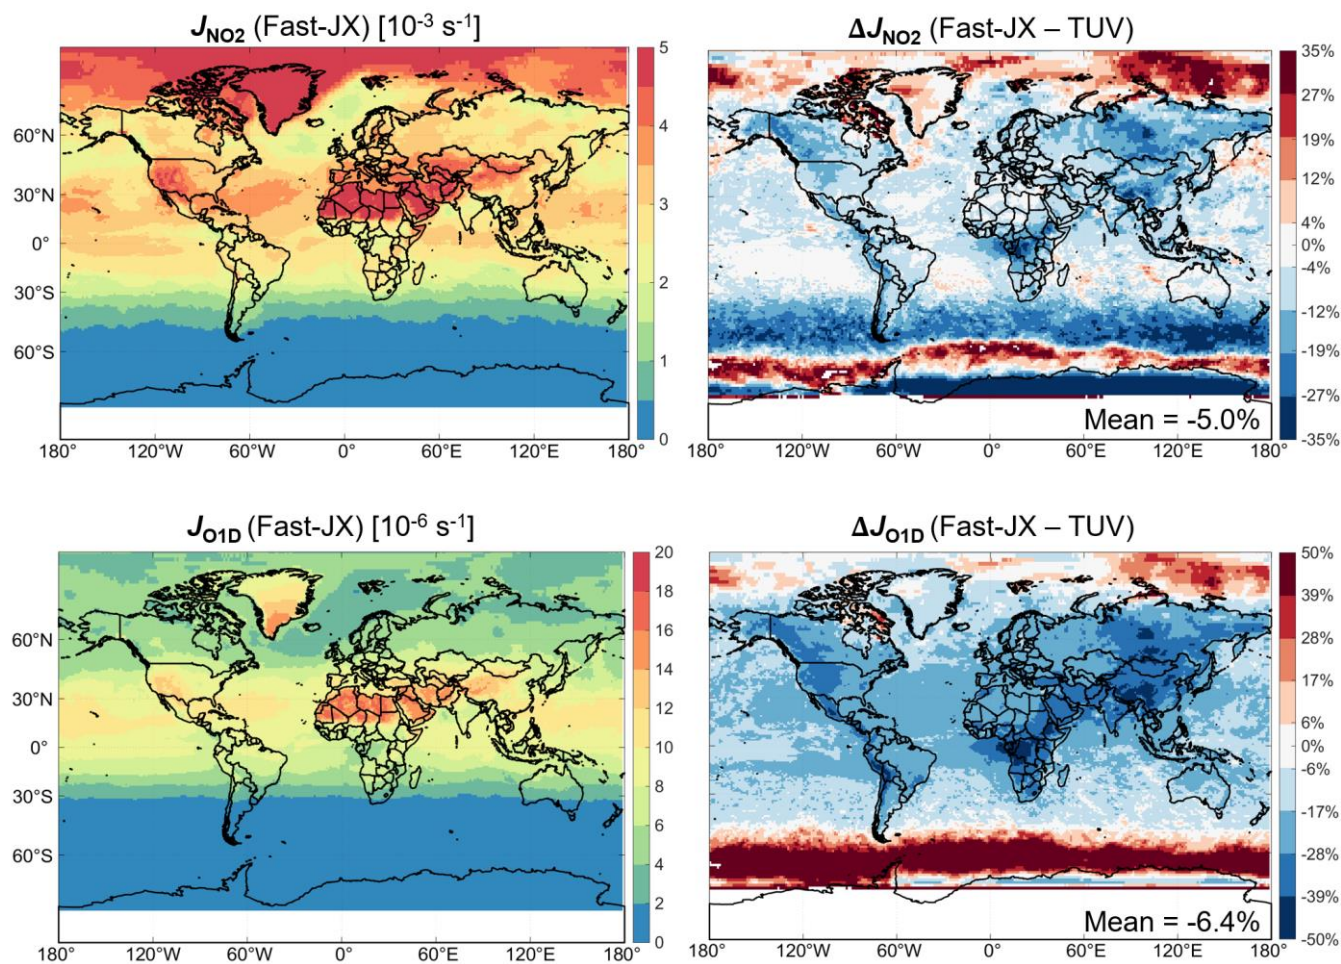 J_NO2 (Fast-JX) [10⁻³ s⁻¹]
60°N
30°N
0°
30°S
60°S
180°
120°W
60°W
0°
60°E
120°E
180°
5
4
3
2
1
0
ΔJ_NO2 (Fast-JX – TUV)
Mean = -5.0%
180°
120°W
60°W
0°
60°E
120°E
180°
35%
27%
19%
12%
4%
0%
-4%
-12%
-19%
-27%
-35%
J_O1D (Fast-JX) [10⁻⁶ s⁻¹]
60°N
30°N
0°
30°S
60°S
180°
120°W
60°W
0°
60°E
120°E
180°
20
18
16
14
12
10
8
6
4
2
0
ΔJ_O1D (Fast-JX – TUV)
Mean = -6.4%
180°
120°W
60°W
0°
60°E
120°E
180°
50%
39%
28%
17%
6%
0%
-6%
-17%
-28%
-39%
-50%